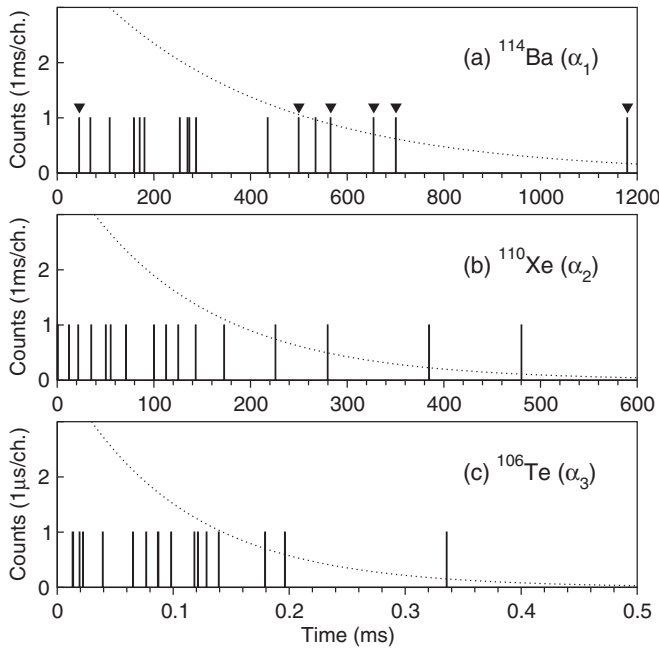 Counts (1ms/ch.)
2
1
0
(a) ¹¹⁴Ba (α₁)
0 200 400 600 800 1000 1200
Counts (1ms/ch.)
2
1
0
(b) ¹¹⁰Xe (α₂)
0 100 200 300 400 500 600
Counts (1μs/ch.)
2
1
0
(c) ¹⁰⁶Te (α₃)
0 0.1 0.2 0.3 0.4 0.5
Time (ms)